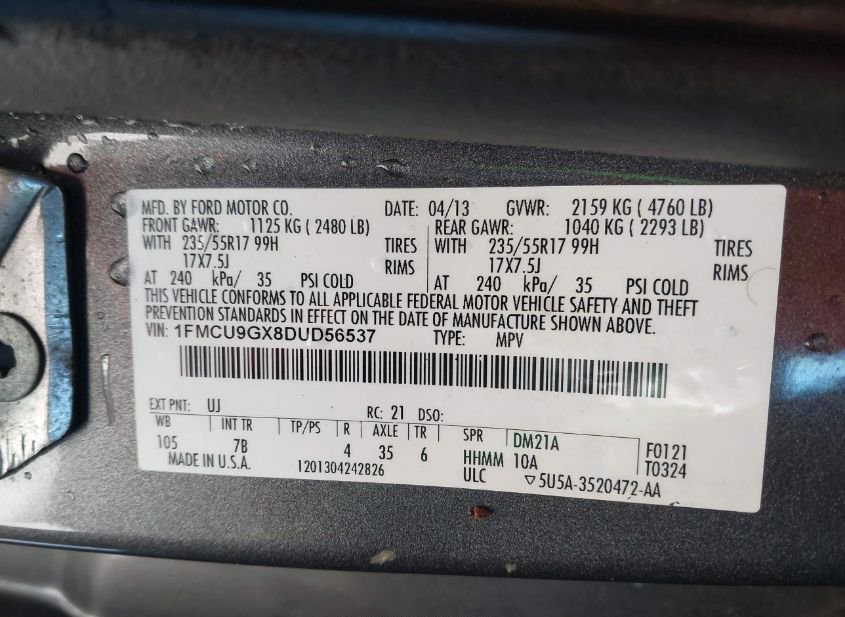 MFD. BY FORD MOTOR CO. DATE: 04/13 GVWR: 2159 KG ( 4760 LB)
FRONT GAWR: 1125 KG ( 2480 LB) REAR GAWR: 1040 KG ( 2293 LB)
WITH 235/55R17 99H TIRES WITH 235/55R17 99H TIRES
17X7.5J RIMS 17X7.5J RIMS
AT 240 kPa/ 35 PSI COLD AT 240 kPa/ 35 PSI COLD
THIS VEHICLE CONFORMS TO ALL APPLICABLE FEDERAL MOTOR VEHICLE SAFETY AND THEFT
PREVENTION STANDARDS IN EFFECT ON THE DATE OF MANUFACTURE SHOWN ABOVE.
VIN: 1FMCU9GX8DUD56537 TYPE: MPV
EXT PNT: UJ RC: 21 DSO:
WB INT TR TP/PS R AXLE TR SPR DM21A F0121
105 7B 4 35 6 HHMM 10A T0324
MADE IN U.S.A. 1201304242826 ULC ▽5U5A-3520472-AA